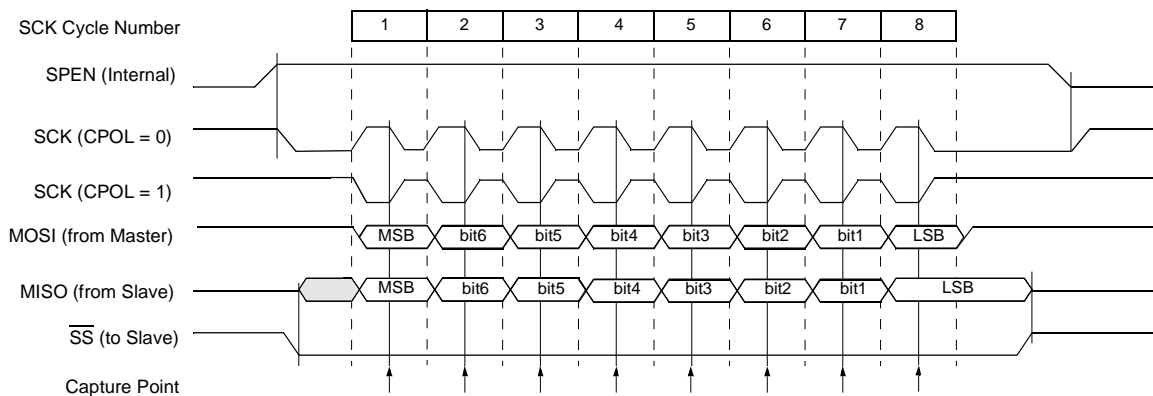 SCK Cycle Number 1 2 3 4 5 6 7 8
SPEN (Internal)
SCK (CPOL = 0)
SCK (CPOL = 1)
MOSI (from Master) MSB bit6 bit5 bit4 bit3 bit2 bit1 LSB
MISO (from Slave) MSB bit6 bit5 bit4 bit3 bit2 bit1 LSB
S̅S̅ (to Slave)
Capture Point